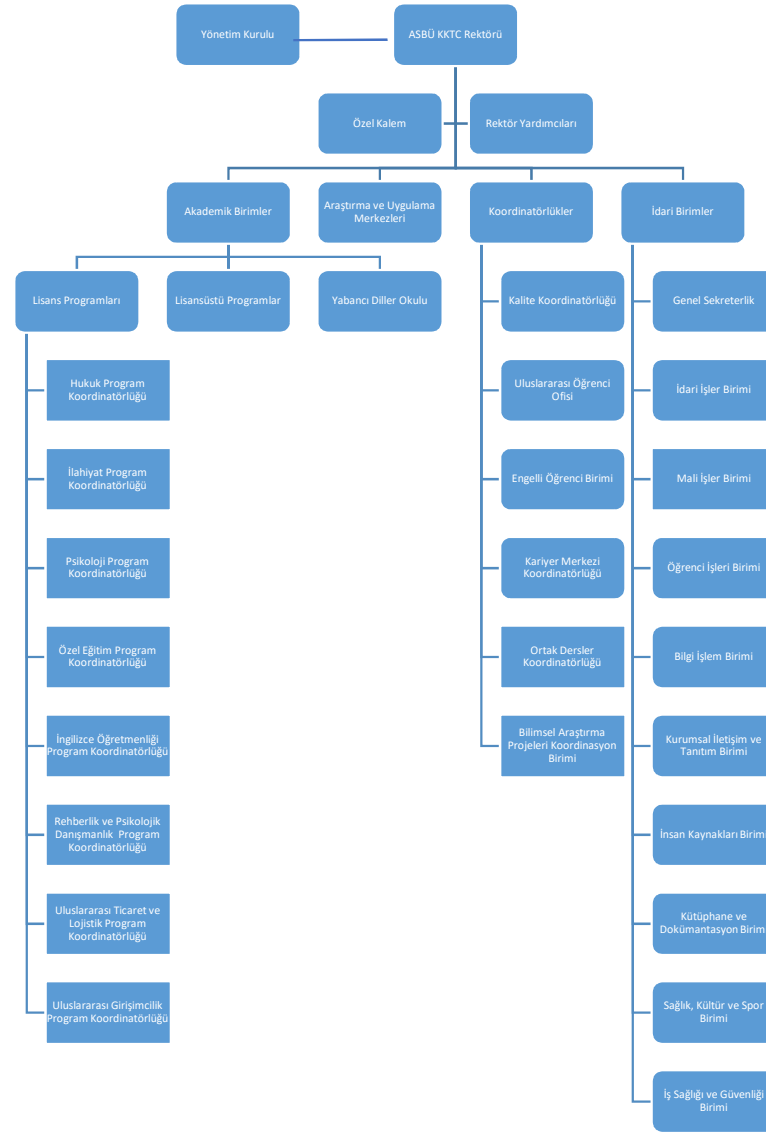 Yönetim Kurulu
ASBÜ KKTC Rektörü
Özel Kalem
Rektör Yardımcıları
Akademik Birimler
Araştırma ve Uygulama
Merkezleri
Koordinatörlükler
İdari Birimler
Lisans Programları
Lisansüstü Programlar
Yabancı Diller Okulu
Hukuk Program
Koordinatörlüğü
İlahiyat Program
Koordinatörlüğü
Psikoloji Program
Koordinatörlüğü
Özel Eğitim Program
Koordinatörlüğü
İngilizce Öğretmenliği
Program Koordinatörlüğü
Rehberlik ve Psikolojik
Danışmanlık Program
Koordinatörlüğü
Uluslararası Ticaret ve
Lojistik Program
Koordinatörlüğü
Uluslararası Girişimcilik
Program Koordinatörlüğü
Kalite Koordinatörlüğü
Uluslararası Öğrenci
Ofisi
Engelli Öğrenci Birimi
Kariyer Merkezi
Koordinatörlüğü
Ortak Dersler
Koordinatörlüğü
Bilimsel Araştırma
Projeleri Koordinasyon
Birimi
Genel Sekreterlik
İdari İşler Birimi
Mali İşler Birimi
Öğrenci İşleri Birimi
Bilgi İşlem Birimi
Kurumsal İletişim ve
Tanıtım Birimi
İnsan Kaynakları Birimi
Kütüphane ve
Dokümantasyon Birim
Sağlık, Kültür ve Spor
Birimi
İş Sağlığı ve Güvenliği
Birimi